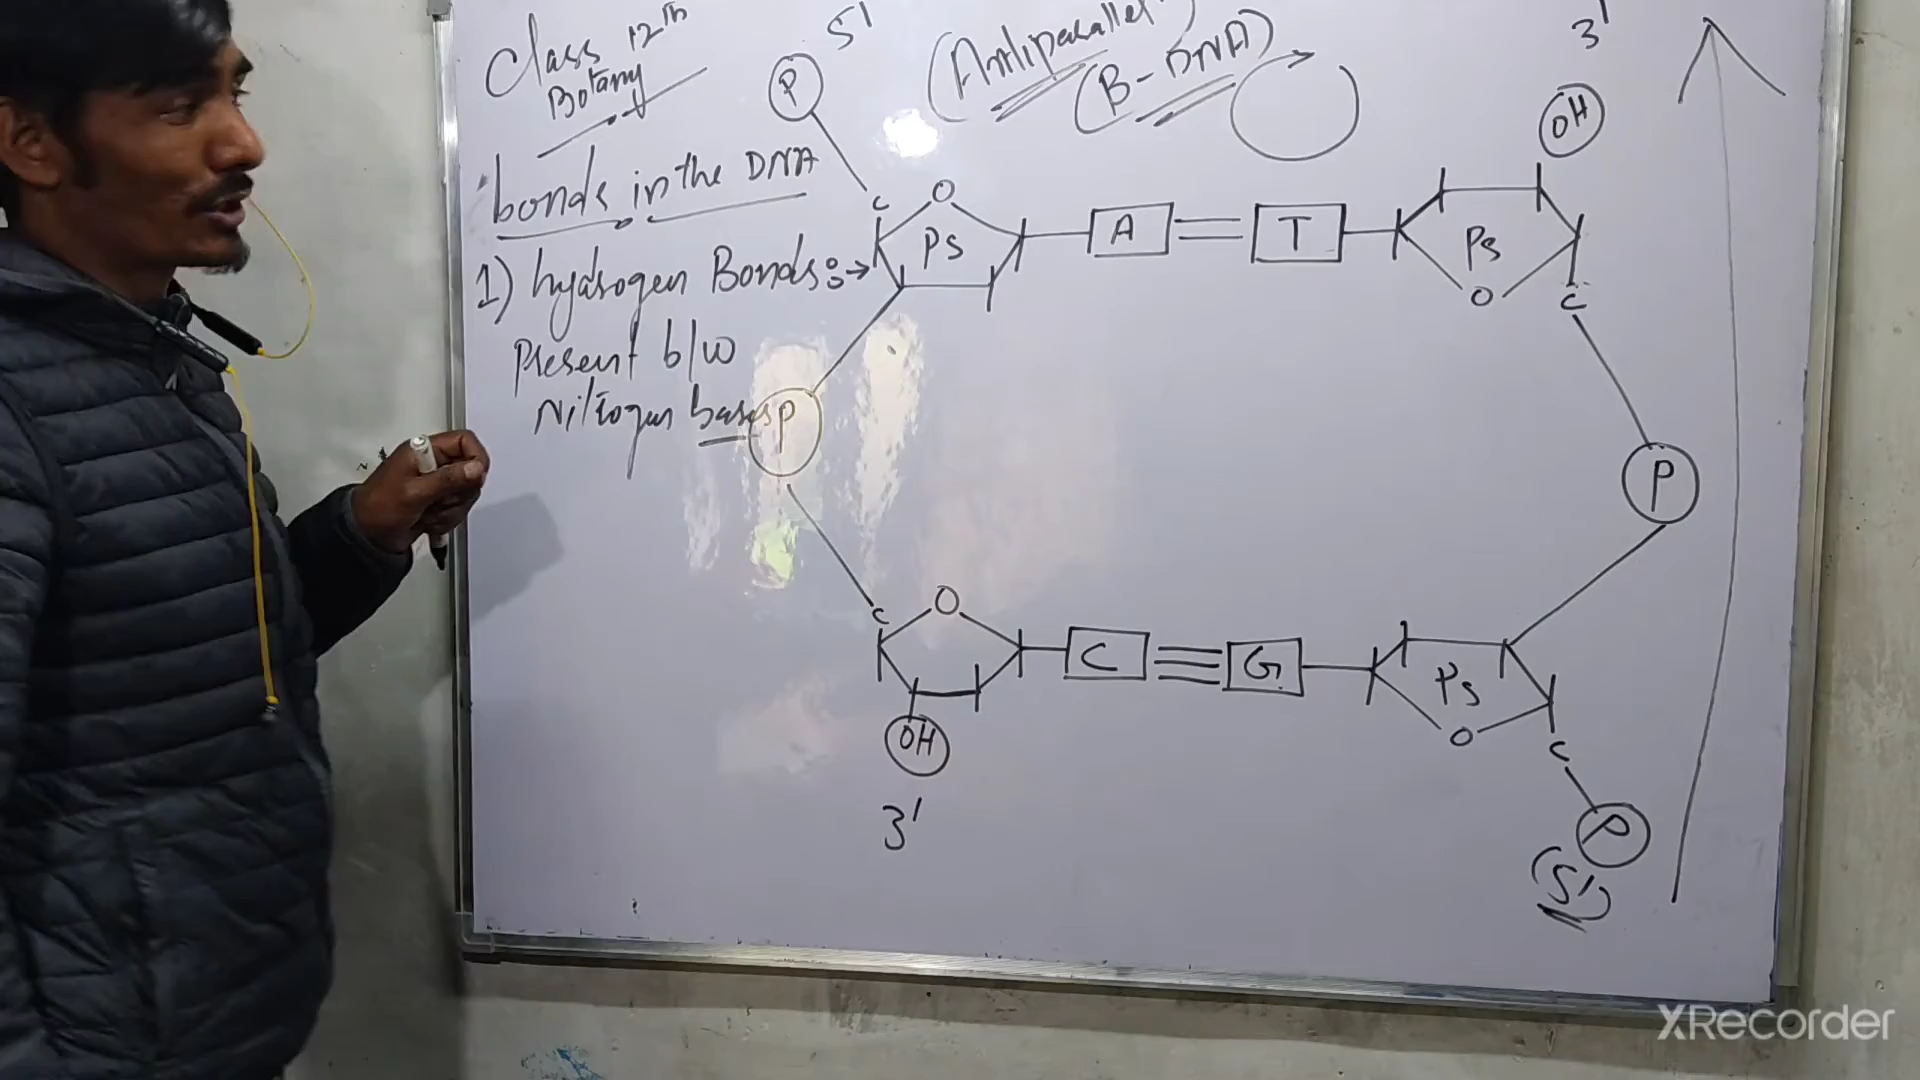 Class 12th
Botany
(Antiparallel)
(B-DNA)
bonds in the DNA
1) hydrogen Bonds:→
Present b/w
Nitrogen bases
5'
P
C
O
PS
A
T
Ps
O
C
OH
3'
P
P
C
O
C
G
Ps
O
C
OH
3'
P
(5')
XRecorder